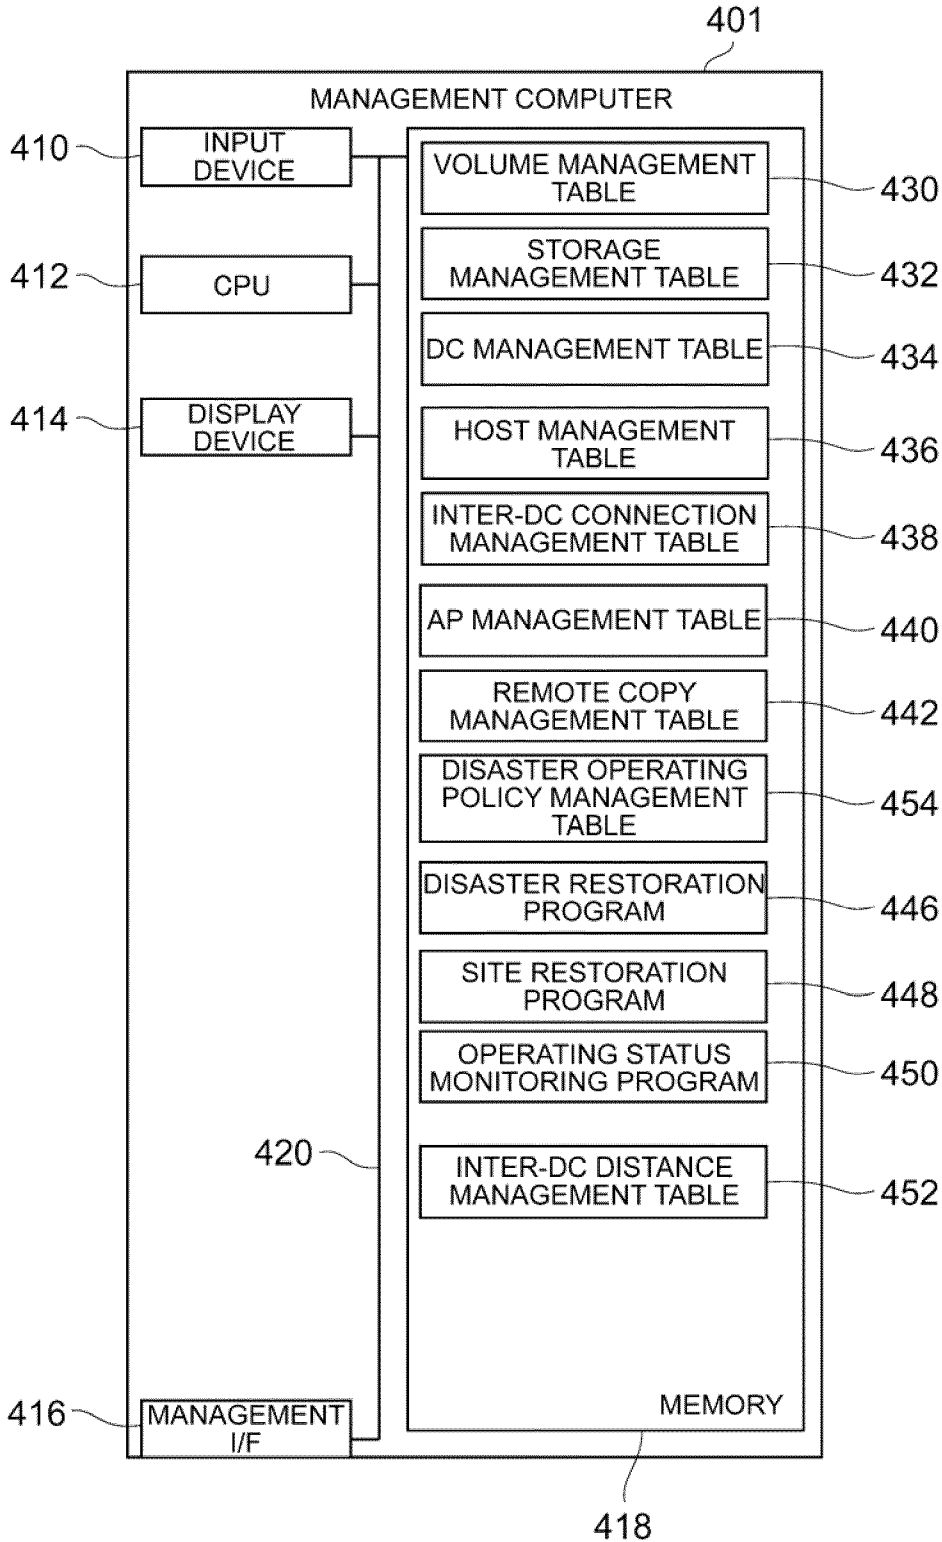 401
MANAGEMENT COMPUTER
410
INPUT
DEVICE
412
CPU
414
DISPLAY
DEVICE
420
416
MANAGEMENT
I/F
VOLUME MANAGEMENT
TABLE
430
STORAGE
MANAGEMENT TABLE
432
DC MANAGEMENT TABLE
434
HOST MANAGEMENT
TABLE
436
INTER-DC CONNECTION
MANAGEMENT TABLE
438
AP MANAGEMENT TABLE
440
REMOTE COPY
MANAGEMENT TABLE
442
DISASTER OPERATING
POLICY MANAGEMENT
TABLE
454
DISASTER RESTORATION
PROGRAM
446
SITE RESTORATION
PROGRAM
448
OPERATING STATUS
MONITORING PROGRAM
450
INTER-DC DISTANCE
MANAGEMENT TABLE
452
MEMORY
418